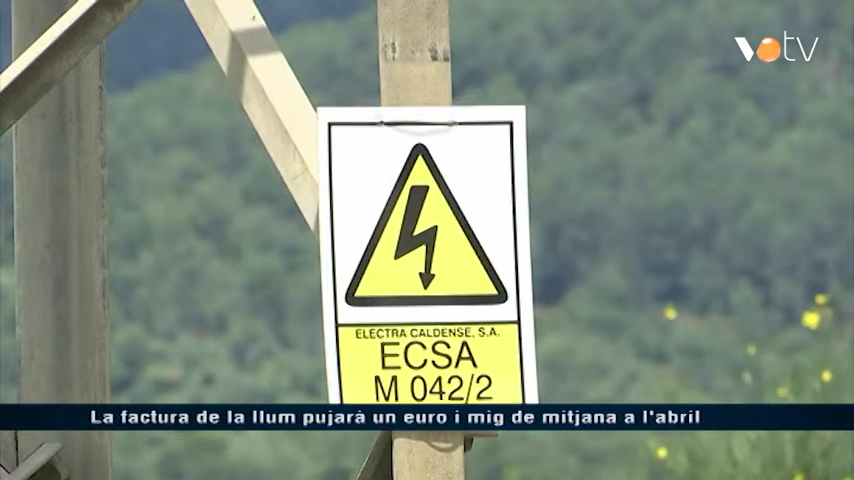 votv
ELECTRA CALDENSE, S.A.
ECSA
M 042/2
La factura de la llum pujarà un euro i mig de mitjana a l'abril